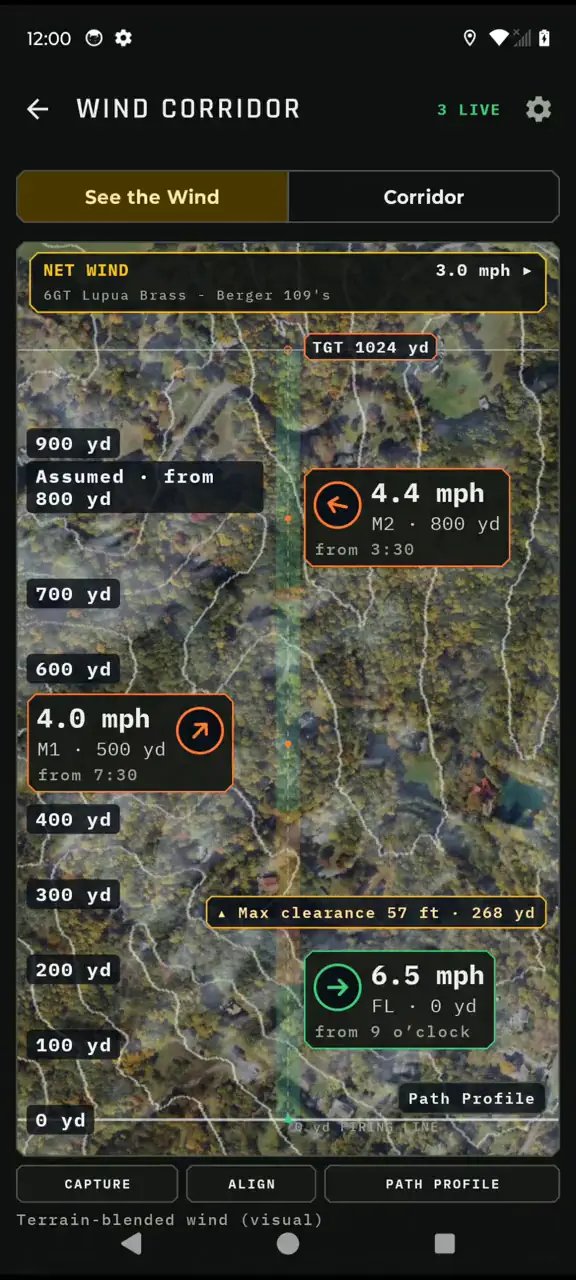 12:00
WIND CORRIDOR
3 LIVE
See the Wind
Corridor
NET WIND
3.0 mph ▸
6GT Lupua Brass - Berger 109's
TGT 1024 yd
900 yd
Assumed · from
800 yd
4.4 mph
M2 · 800 yd
from 3:30
700 yd
600 yd
4.0 mph
M1 · 500 yd
from 7:30
400 yd
300 yd
▲ Max clearance 57 ft · 268 yd
200 yd
6.5 mph
FL · 0 yd
from 9 o’clock
100 yd
Path Profile
0 yd
0 yd FIRING LINE
CAPTURE
ALIGN
PATH PROFILE
Terrain-blended wind (visual)